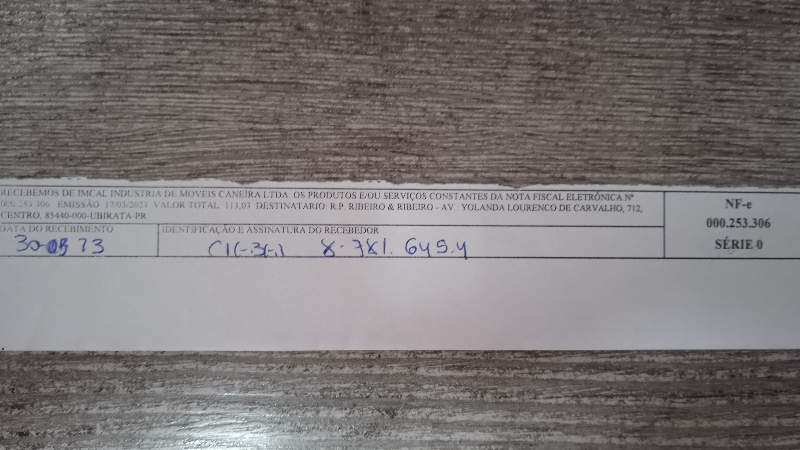 RECEBEMOS DE IMCAL INDUSTRIA DE MOVEIS CANEIRA LTDA. OS PRODUTOS E/OU SERVIÇOS CONSTANTES DA NOTA FISCAL ELETRÔNICA Nº
000.253.306 EMISSÃO 17/03/2023 VALOR TOTAL 113,03 DESTINATÁRIO: R.P. RIBEIRO & RIBEIRO - AV.: YOLANDA LOURENCO DE CARVALHO, 712,
CENTRO, 85440-000-UBIRATA-PR
NF-e
000.253.306
SÉRIE 0
DATA DO RECEBIMENTO
IDENTIFICAÇÃO E ASSINATURA DO RECEBEDOR
30 23
8-781.645.4